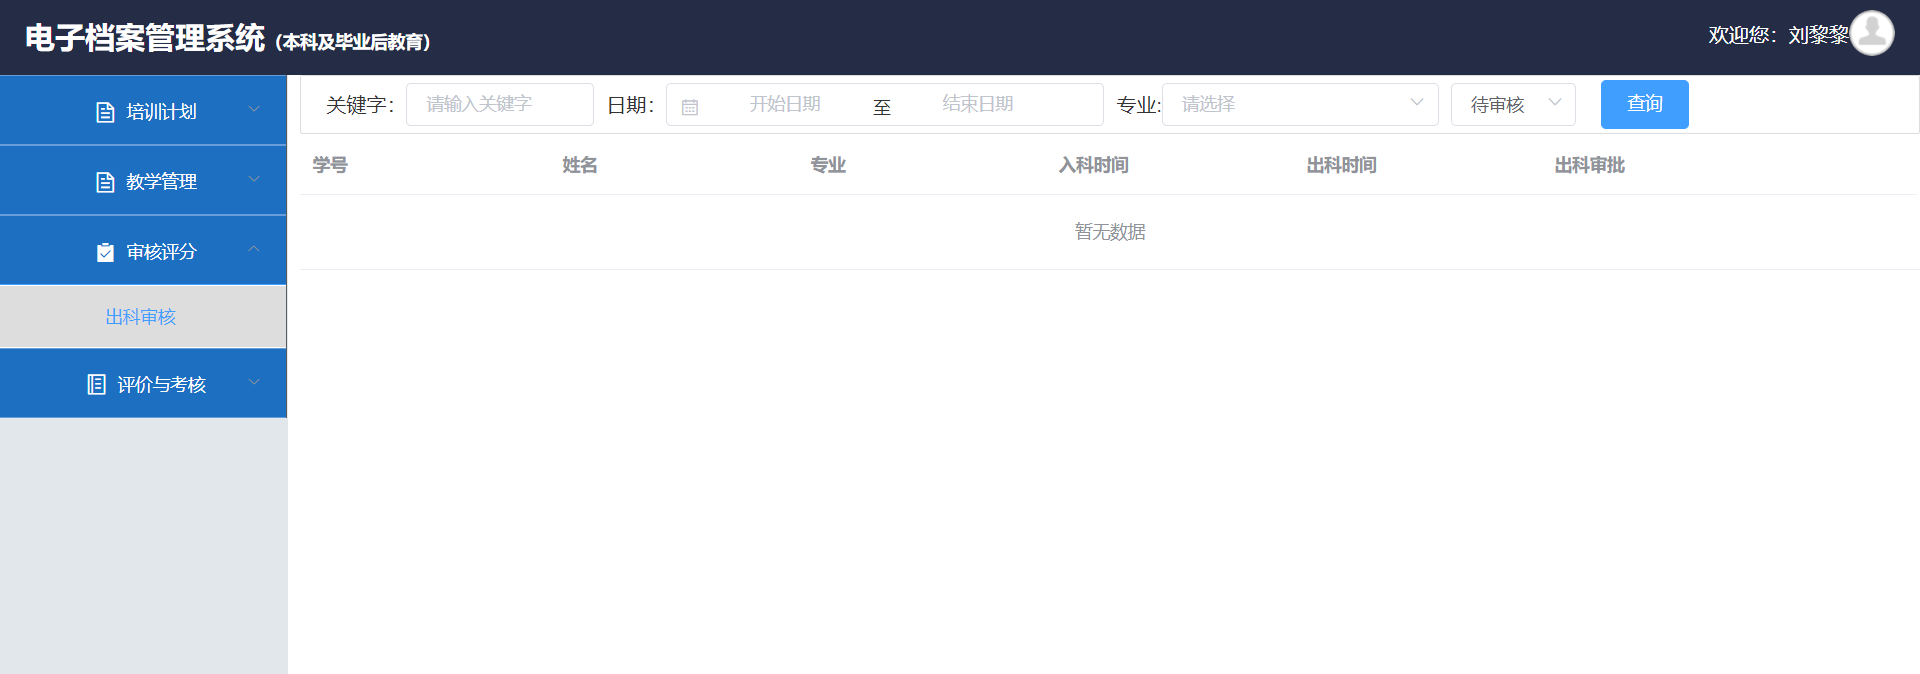 电子档案管理系统 (本科及毕业后教育)
欢迎您：刘黎黎
培训计划
教学管理
审核评分
出科审核
评价与考核
关键字： 请输入关键字 日期： 开始日期 至 结束日期 专业: 请选择 待审核 查询
学号 姓名 专业 入科时间 出科时间 出科审批
暂无数据